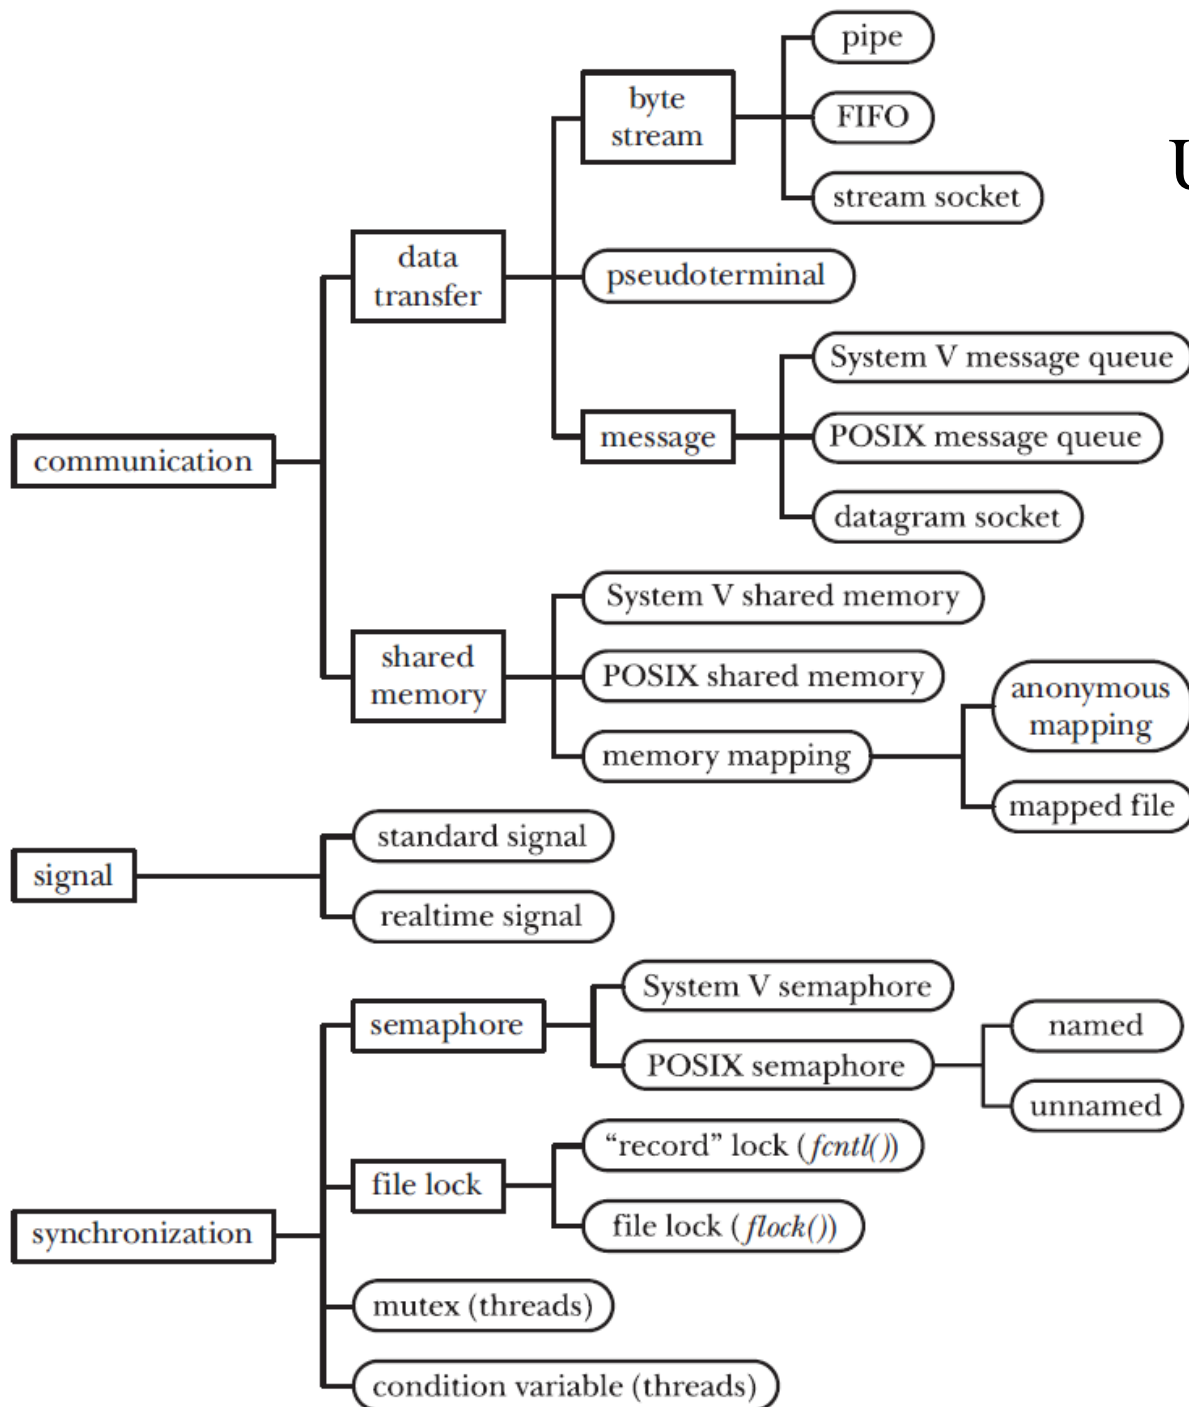 pipe
byte
stream
FIFO
U
stream socket
data
transfer
pseudoterminal
System V message queue
message
POSIX message queue
communication
datagram socket
System V shared memory
shared
memory
POSIX shared memory
anonymous
mapping
memory mapping
mapped file
standard signal
signal
realtime signal
System V semaphore
semaphore
named
POSIX semaphore
unnamed
“record” lock (fcntl())
file lock
file lock (flock())
synchronization
mutex (threads)
condition variable (threads)